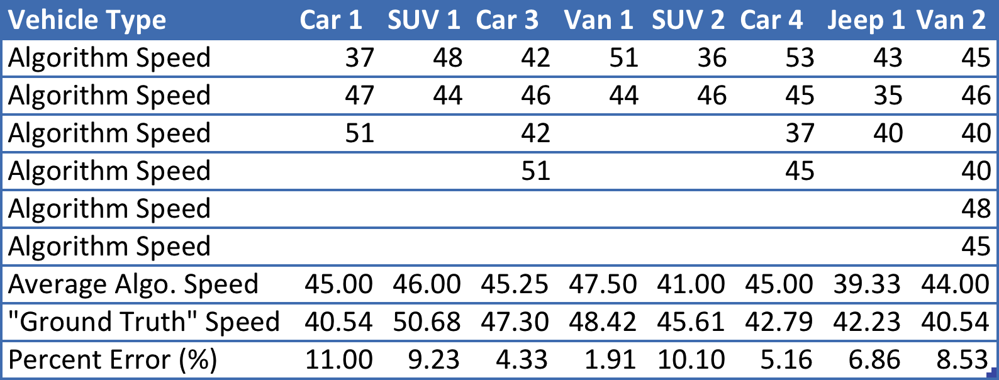 Vehicle Type Car 1 SUV 1 Car 3 Van 1 SUV 2 Car 4 Jeep 1 Van 2
Algorithm Speed 37 48 42 51 36 53 43 45
Algorithm Speed 47 44 46 44 46 45 35 46
Algorithm Speed 51 42 37 40 40
Algorithm Speed 51 45 40
Algorithm Speed 48
Algorithm Speed 45
Average Algo. Speed 45.00 46.00 45.25 47.50 41.00 45.00 39.33 44.00
"Ground Truth" Speed 40.54 50.68 47.30 48.42 45.61 42.79 42.23 40.54
Percent Error (%) 11.00 9.23 4.33 1.91 10.10 5.16 6.86 8.53